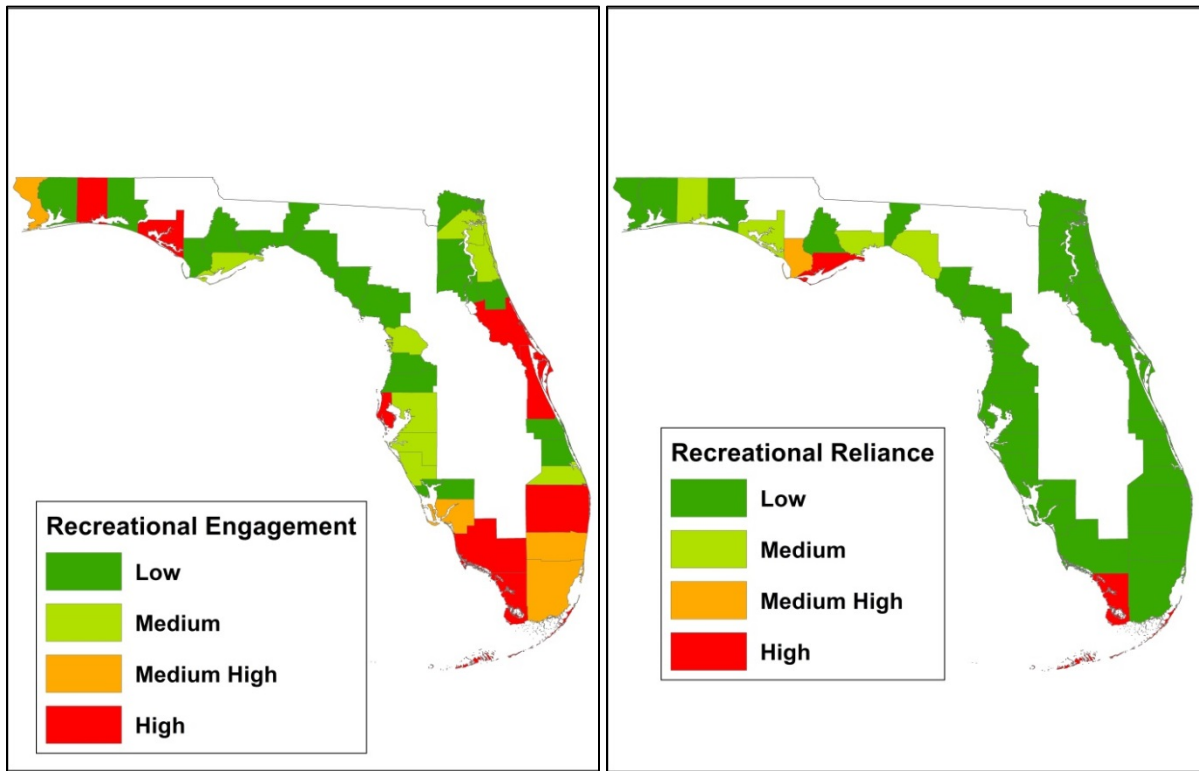 Recreational Engagement
Low
Medium
Medium High
High
Recreational Reliance
Low
Medium
Medium High
High